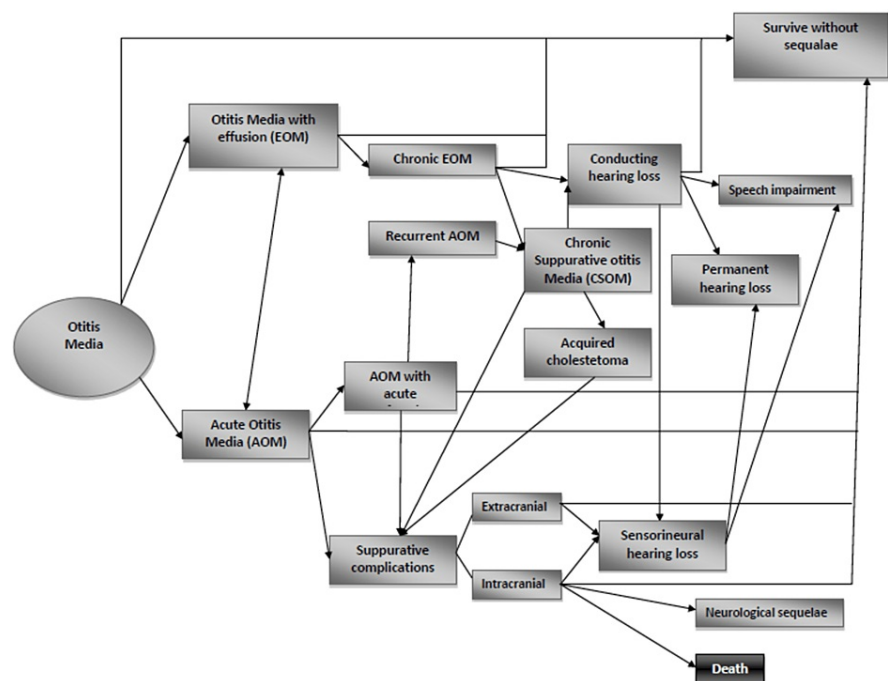 Survive without
sequalae
Otitis Media with
effusion (EOM)
Chronic EOM
Conducting
hearing loss
Speech impairment
Recurrent AOM
Chronic
Suppurative otitis
Media (CSOM)
Permanent
hearing loss
Otitis
Media
Acquired
cholestetoma
AOM with
acute
Acute Otitis
Media (AOM)
Extracranial
Suppurative
complications
Sensorineural
hearing loss
Intracranial
Neurological sequelae
Death